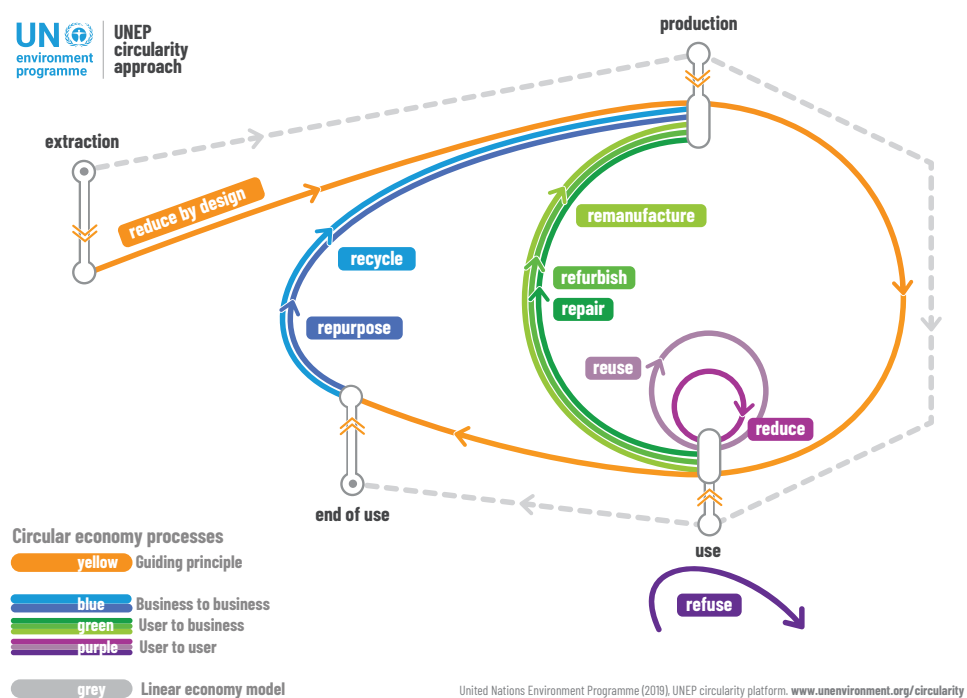 UN
environment
programme
UNEP
circularity
approach
production
extraction
reduce by design
remanufacture
recycle
refurbish
repair
repurpose
reuse
reduce
end of use
use
refuse
Circular economy processes
yellow Guiding principle
blue Business to business
green User to business
purple User to user
grey Linear economy model
United Nations Environment Programme (2019), UNEP circularity platform. www.unenvironment.org/circularity